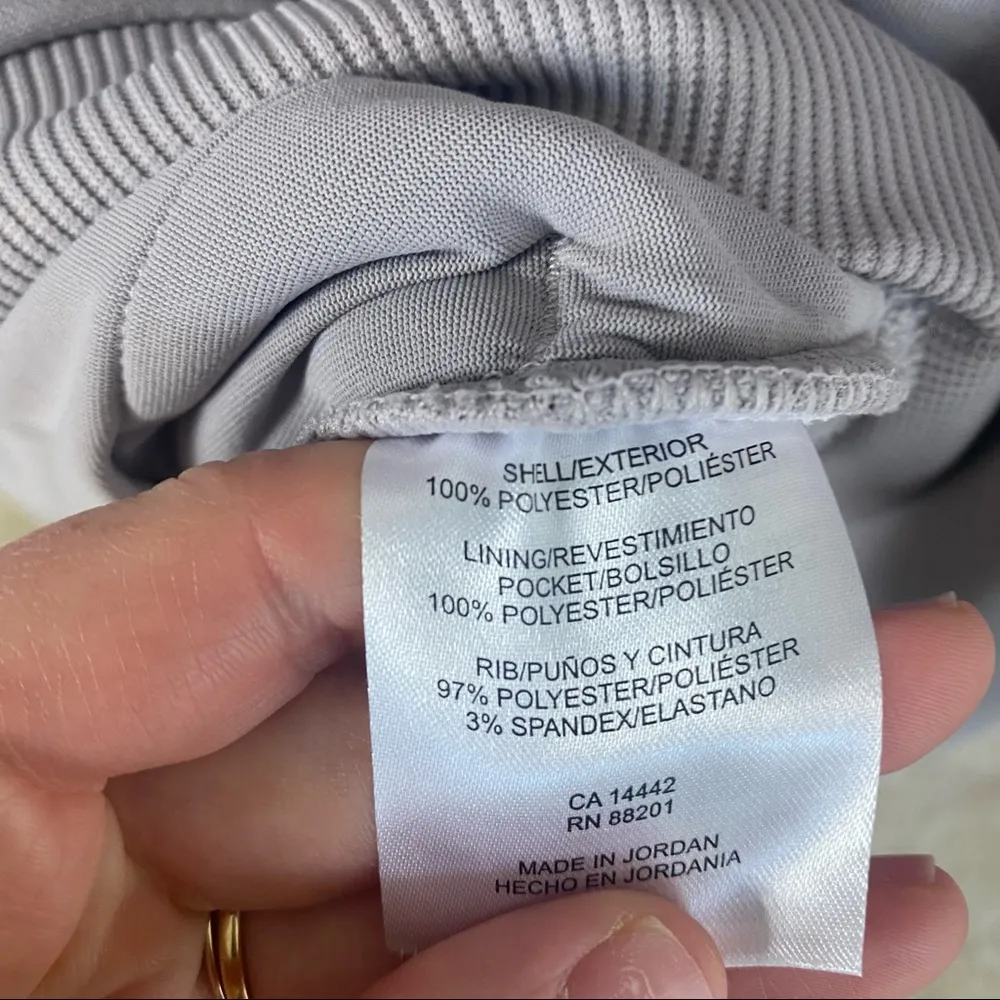 SHELL/EXTERIOR
100% POLYESTER/POLIÉSTER
LINING/REVESTIMIENTO
POCKET/BOLSILLO
100% POLYESTER/POLIÉSTER
RIB/PUÑOS Y CINTURA
97% POLYESTER/POLIÉSTER
3% SPANDEX/ELASTANO
CA 14442
RN 88201
MADE IN JORDAN
HECHO EN JORDANIA